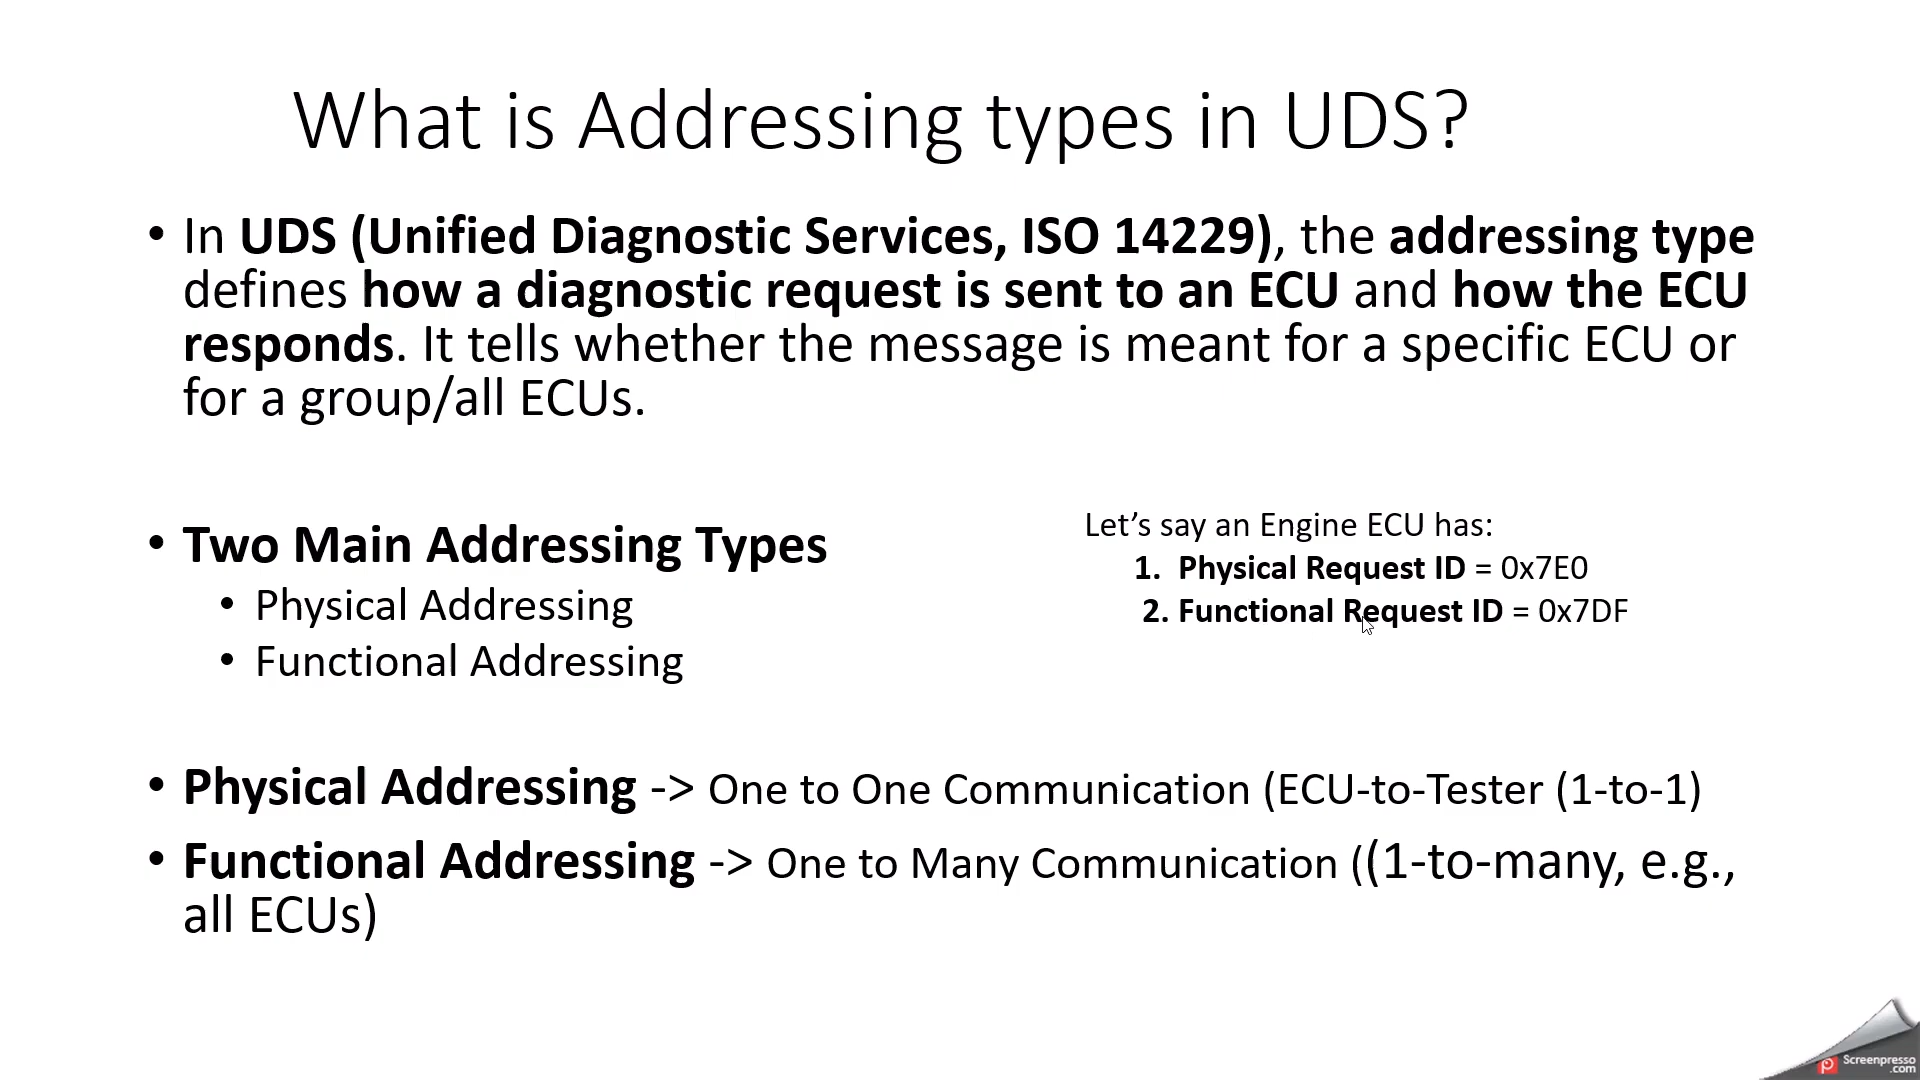 What is Addressing types in UDS?
• In UDS (Unified Diagnostic Services, ISO 14229), the addressing type
defines how a diagnostic request is sent to an ECU and how the ECU
responds. It tells whether the message is meant for a specific ECU or
for a group/all ECUs.
• Two Main Addressing Types
• Physical Addressing
• Functional Addressing
Let’s say an Engine ECU has:
1. Physical Request ID = 0x7E0
2. Functional Request ID = 0x7DF
• Physical Addressing -> One to One Communication (ECU-to-Tester (1-to-1)
• Functional Addressing -> One to Many Communication ((1-to-many, e.g.,
all ECUs)
Screenpresso
.com